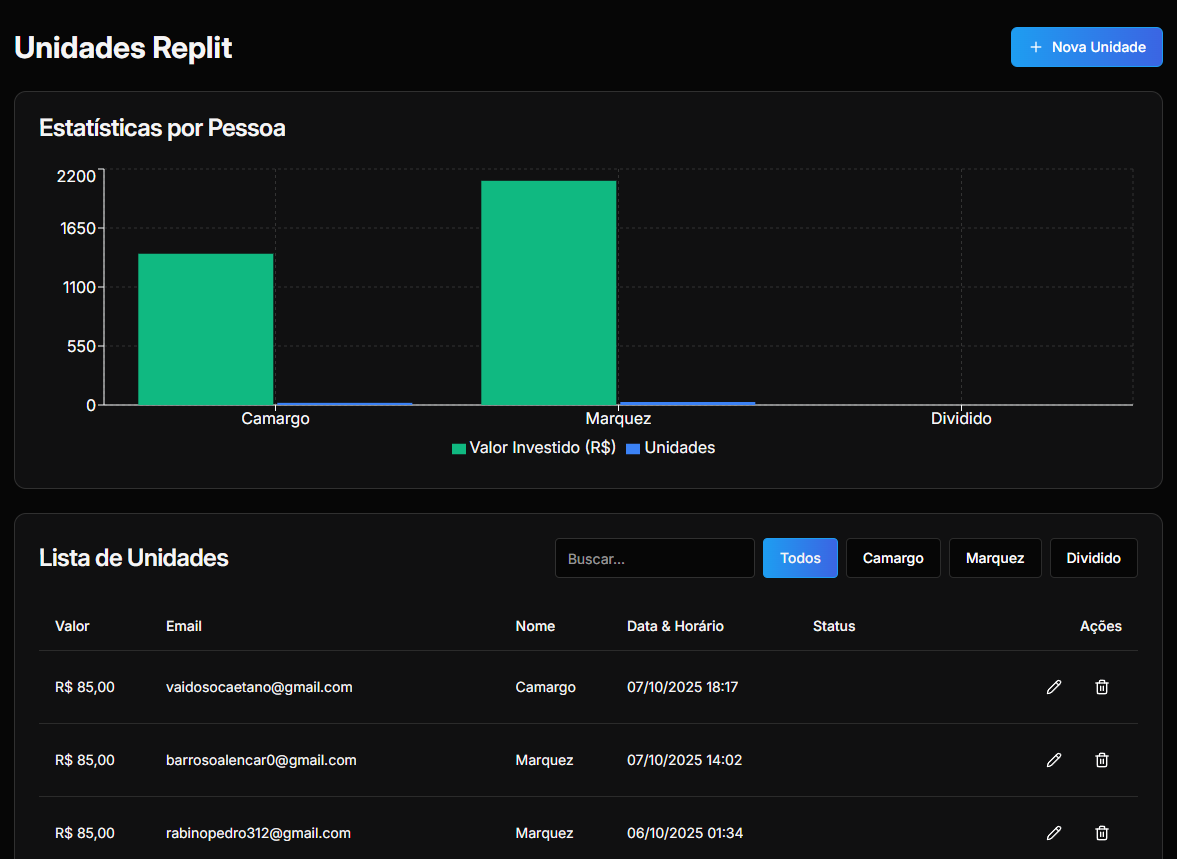 Unidades Replit
+ Nova Unidade
Estatísticas por Pessoa
2200
1650
1100
550
0
Camargo Marquez Dividido
Valor Investido (R$) Unidades
Lista de Unidades Buscar... Todos Camargo Marquez Dividido
Valor Email Nome Data & Horário Status Ações
R$ 85,00 vaidosocaetano@gmail.com Camargo 07/10/2025 18:17
R$ 85,00 barrosoalencar0@gmail.com Marquez 07/10/2025 14:02
R$ 85,00 rabinopedro312@gmail.com Marquez 06/10/2025 01:34